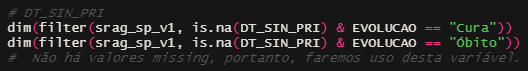 # DT_SIN_PRI
dim(filter(srag_sp_v1, is.na(DT_SIN_PRI) & EVOLUCAO == "Cura"))
dim(filter(srag_sp_v1, is.na(DT_SIN_PRI) & EVOLUCAO == "Óbito"))
#  Não há valores missing, portanto, faremos uso desta variável.